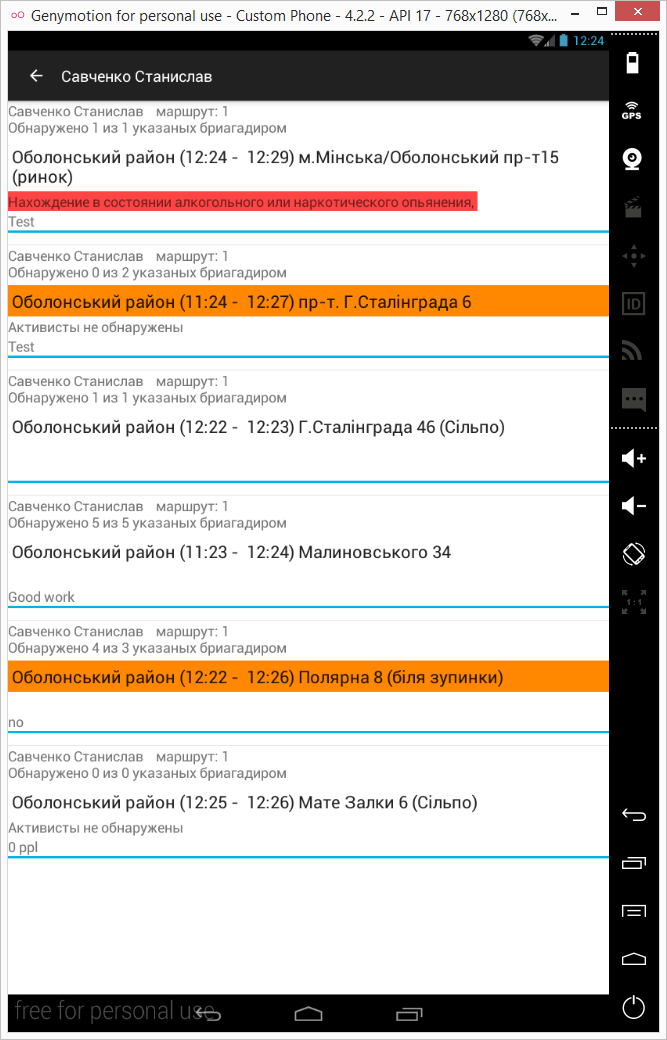 Genymotion for personal use - Custom Phone - 4.2.2 - API 17 - 768x1280 (768x...
12:24
Савченко Станислав
Савченко Станислав маршрут: 1
Обнаружено 1 из 1 указаных бриагадиром
Оболонський район (12:24 - 12:29) м.Мінська/Оболонський пр-т15
(ринок)
Нахождение в состоянии алкогольного или наркотического опьянения,
Test
Савченко Станислав маршрут: 1
Обнаружено 0 из 2 указаных бриагадиром
Оболонський район (11:24 - 12:27) пр-т. Г.Сталінграда 6
Активисты не обнаружены
Test
Савченко Станислав маршрут: 1
Обнаружено 1 из 1 указаных бриагадиром
Оболонський район (12:22 - 12:23) Г.Сталінграда 46 (Сільпо)
Савченко Станислав маршрут: 1
Обнаружено 5 из 5 указаных бриагадиром
Оболонський район (11:23 - 12:24) Малиновського 34
Good work
Савченко Станислав маршрут: 1
Обнаружено 4 из 3 указаных бриагадиром
Оболонський район (12:22 - 12:26) Полярна 8 (біля зупинки)
no
Савченко Станислав маршрут: 1
Обнаружено 0 из 0 указаных бриагадиром
Оболонський район (12:25 - 12:26) Мате Залки 6 (Сільпо)
Активисты не обнаружены
0 ppl
free for personal use
GPS
ID
1:1